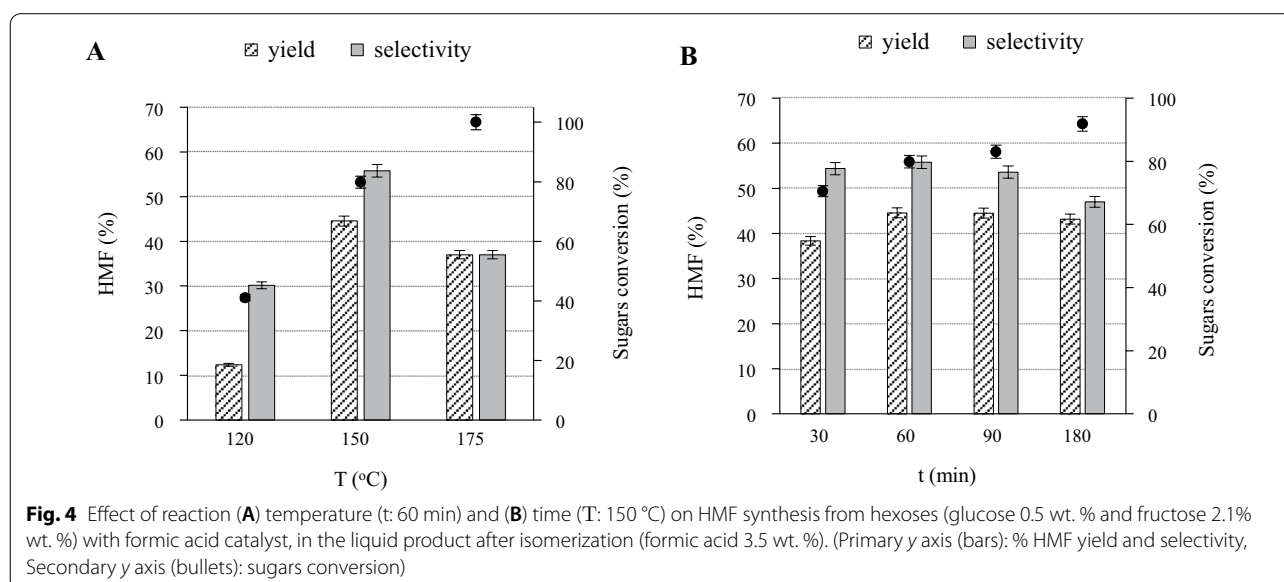 A
yield selectivity
HMF (%)
70
60
50
40
30
20
10
0
100
80
60
40
20
0
Sugars conversion (%)
120 150 175
T (ᵒC)
B
yield selectivity
HMF (%)
70
60
50
40
30
20
10
0
100
80
60
40
20
0
Sugars conversion (%)
30 60 90 180
t (min)
Fig. 4 Effect of reaction (A) temperature (t: 60 min) and (B) time (T: 150 °C) on HMF synthesis from hexoses (glucose 0.5 wt. % and fructose 2.1%
wt. %) with formic acid catalyst, in the liquid product after isomerization (formic acid 3.5 wt. %). (Primary y axis (bars): % HMF yield and selectivity,
Secondary y axis (bullets): sugars conversion)